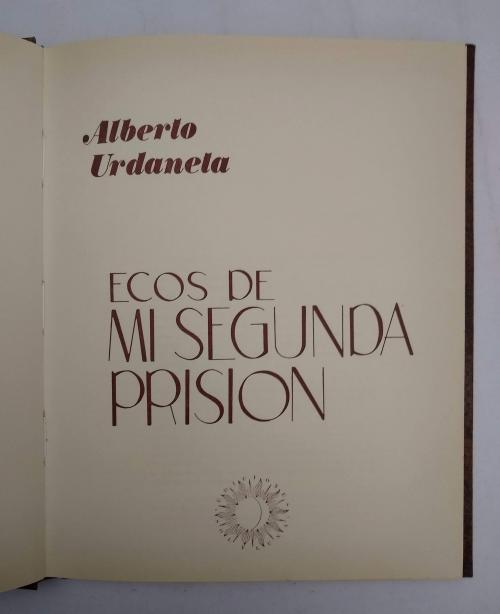 Alberto
Urdaneta
ECOS DE
MI SEGUNDA
PRISION